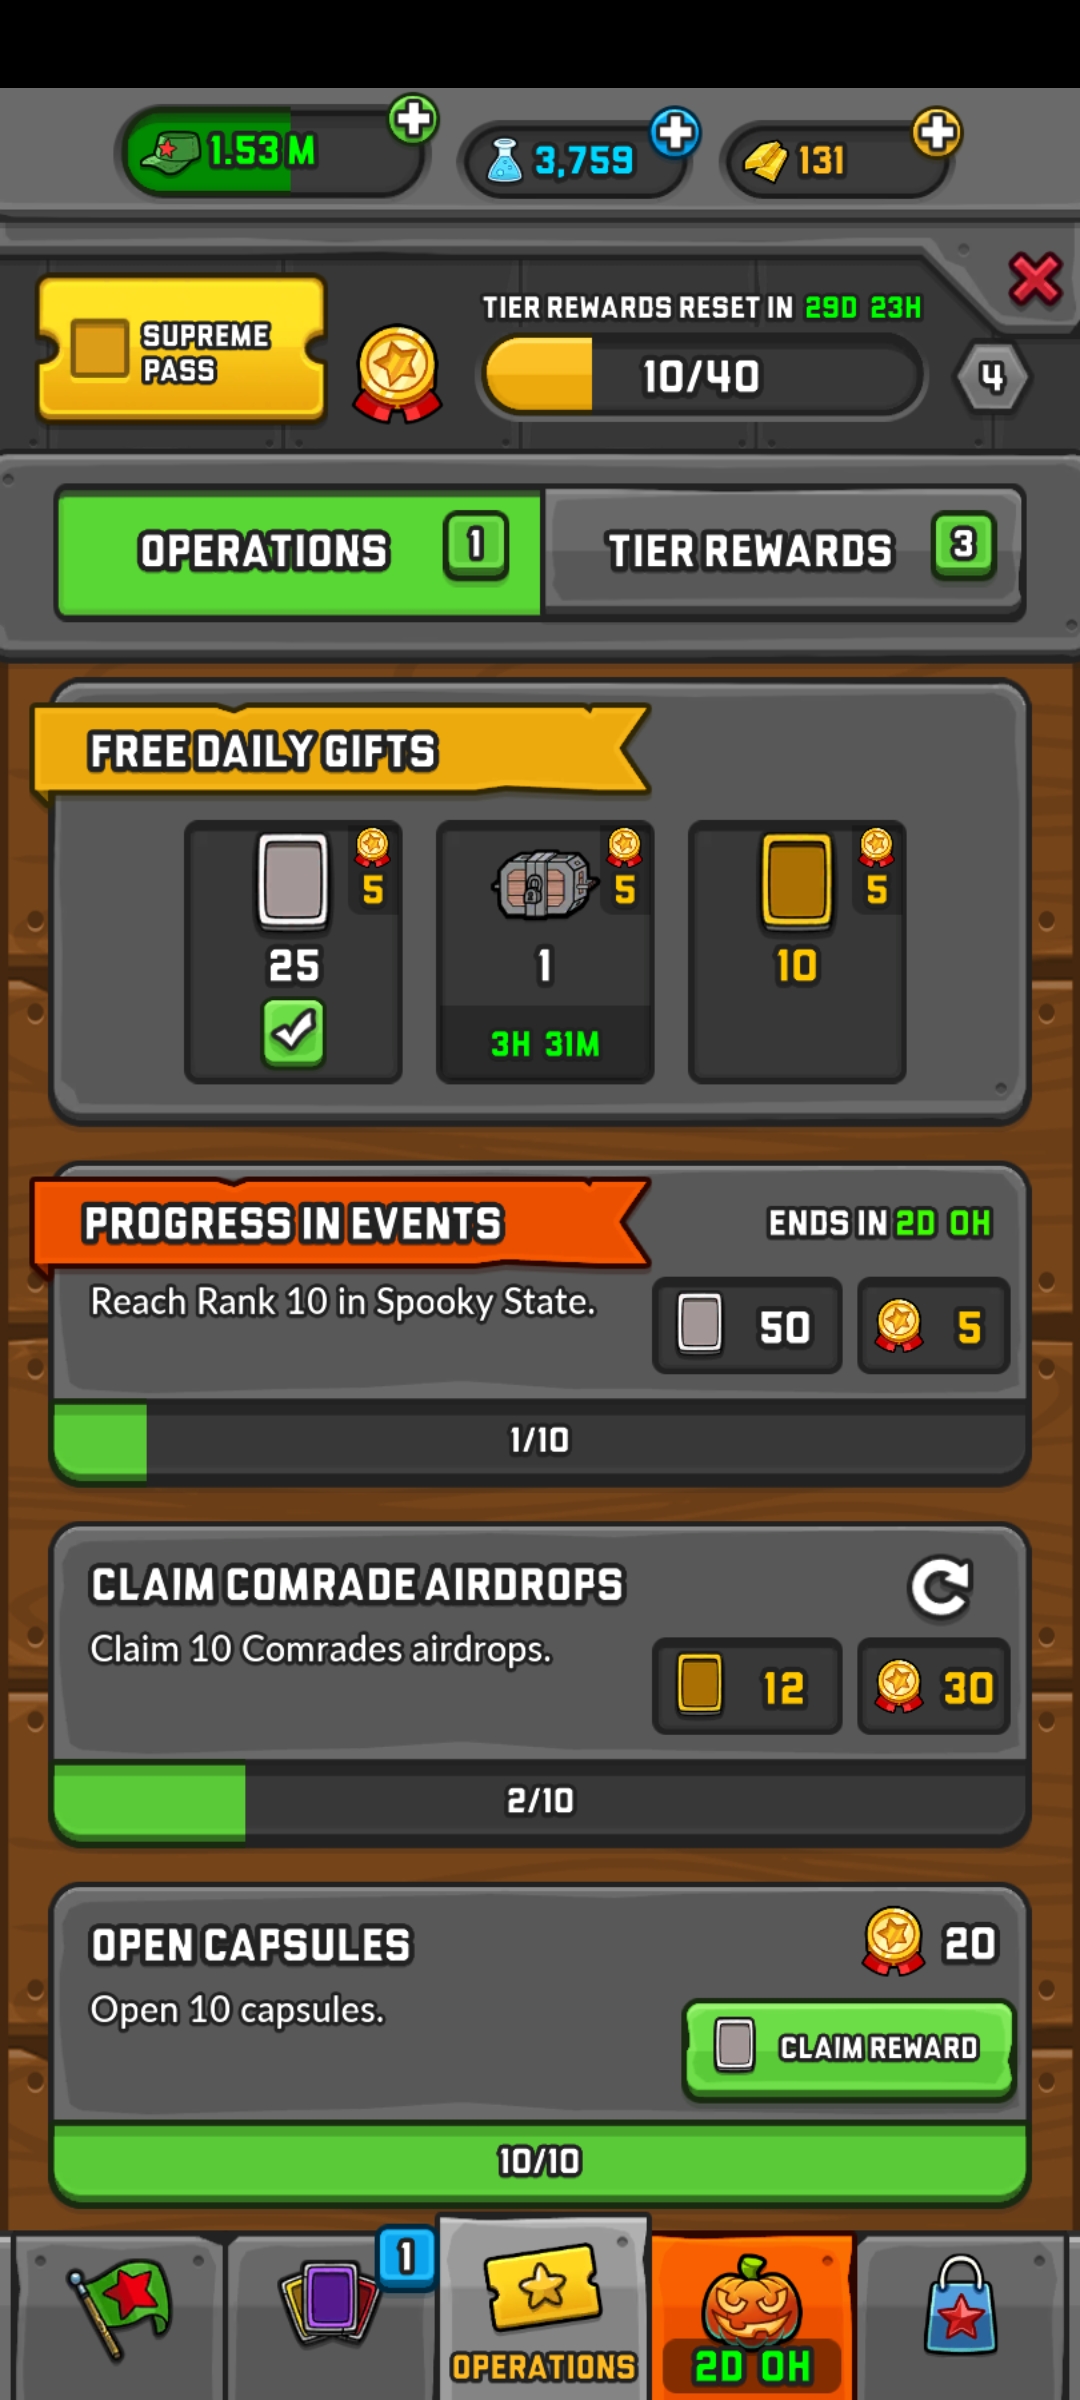 1.53 M
3,759
131
SUPREME
PASS
TIER REWARDS RESET IN 29D 23H
10/40
4
OPERATIONS
1
TIER REWARDS
3
FREE DAILY GIFTS
5
5
5
25
1
10
3H 31M
PROGRESS IN EVENTS
ENDS IN 2D 0H
Reach Rank 10 in Spooky State.
50
5
1/10
CLAIM COMRADE AIRDROPS
Claim 10 Comrades airdrops.
12
30
2/10
OPEN CAPSULES
20
Open 10 capsules.
CLAIM REWARD
10/10
1
OPERATIONS
2D 0H